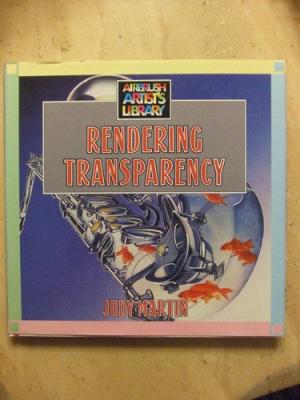 AIRBRUSH
ARTIST'S
LIBRARY
RENDERING
TRANSPARENCY
JUDY MARTIN